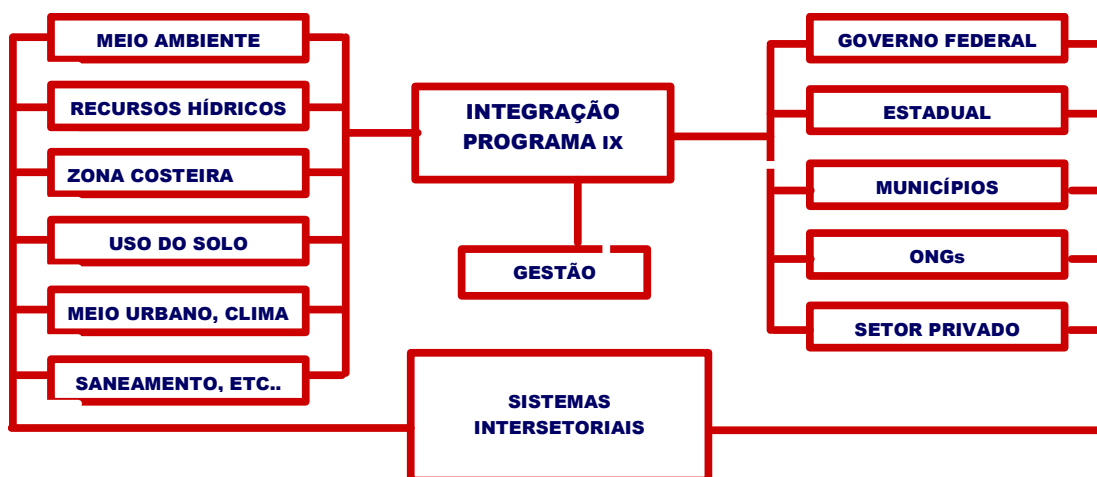 MEIO AMBIENTE
RECURSOS HÍDRICOS
ZONA COSTEIRA
USO DO SOLO
MEIO URBANO, CLIMA
SANEAMENTO, ETC..
INTEGRAÇÃO
PROGRAMA IX
GESTÃO
SISTEMAS
INTERSETORIAIS
GOVERNO FEDERAL
ESTADUAL
MUNICÍPIOS
ONGs
SETOR PRIVADO